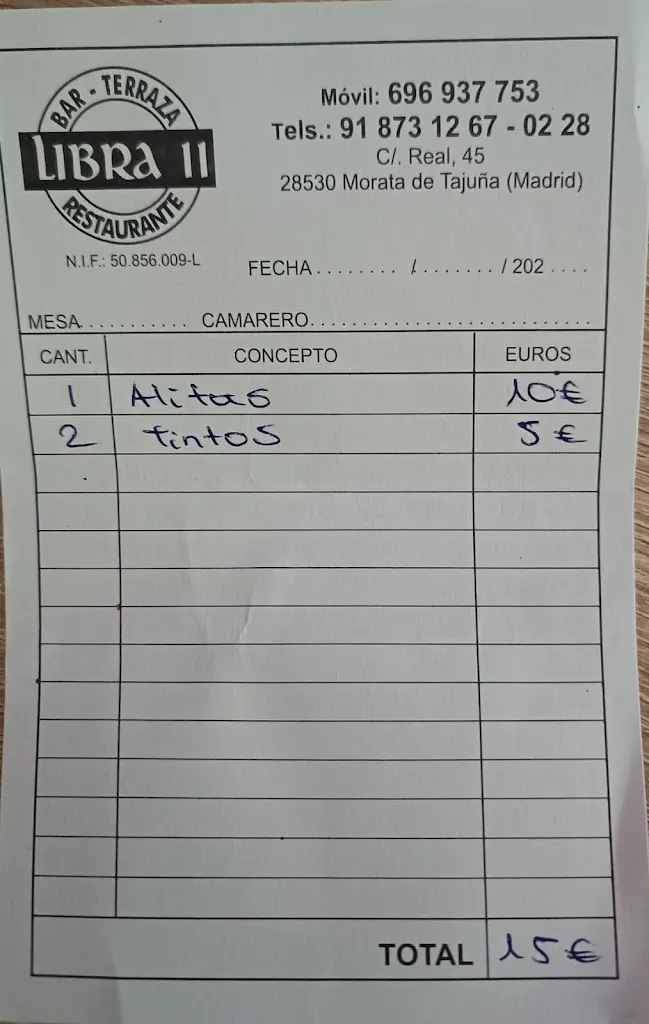 BAR - TERRAZA
LIBRA II
RESTAURANTE
N.I.F.: 50.856.009-L
Móvil: 696 937 753
Tels.: 91 873 12 67 - 02 28
C/. Real, 45
28530 Morata de Tajuña (Madrid)
FECHA ........ /....... / 202 ....
MESA .......... CAMARERO............................
CANT. CONCEPTO EUROS
1 Alitas 10€
2 tintos 5€
TOTAL 15€